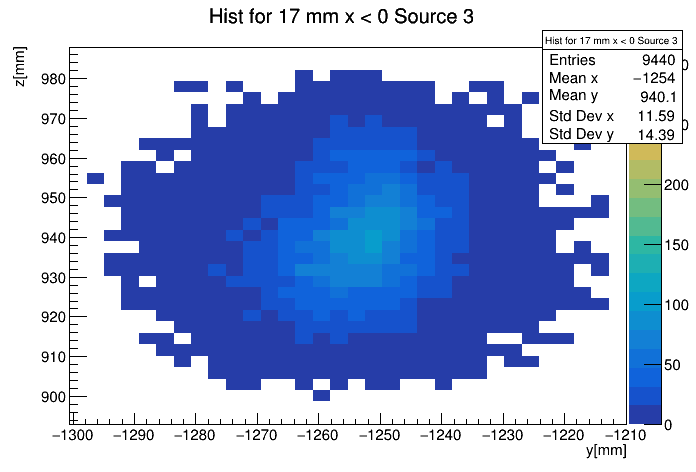 Hist for 17 mm x < 0 Source 3
z[mm]
Hist for 17 mm x < 0 Source 3
Entries 9440
Mean x −1254
Mean y 940.1
Std Dev x 11.59
Std Dev y 14.39
980
970
960
950
940
930
920
910
900
0
0
200
150
100
50
0
−1300 −1290 −1280 −1270 −1260 −1250 −1240 −1230 −1220 −1210
y[mm]